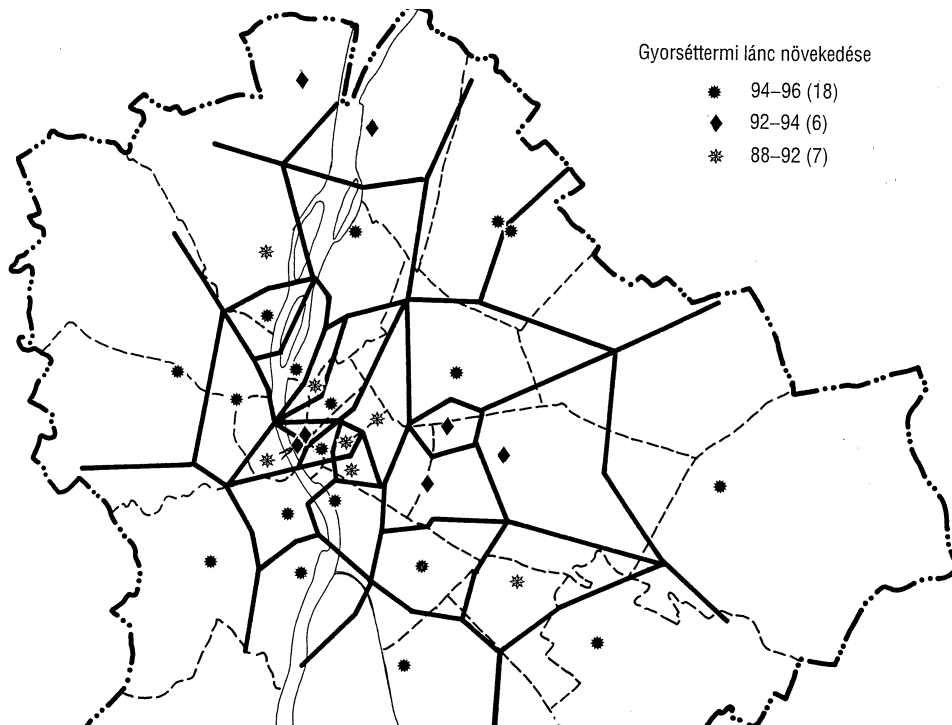 Gyorséttermi lánc növekedése
94–96 (18)
92–94 (6)
88–92 (7)